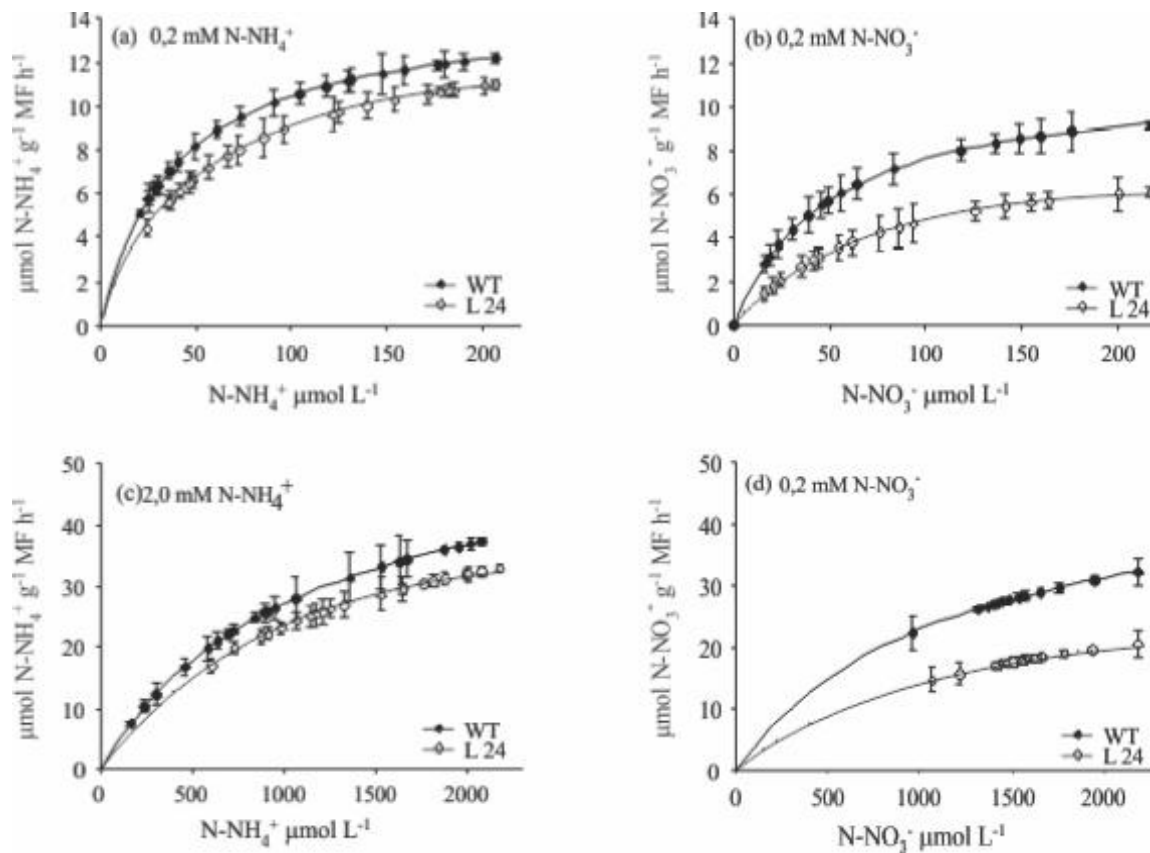 (a) 0,2 mM N-NH₄⁺
µmol N-NH₄⁺ g⁻¹ MF h⁻¹
14
12
10
8
6
4
2
0
WT
L 24
0 50 100 150 200
N-NH₄⁺ µmol L⁻¹
(b) 0,2 mM N-NO₃⁻
µmol N-NO₃⁻ g⁻¹ MF h⁻¹
14
12
10
8
6
4
2
0
WT
L 24
0 50 100 150 200
N-NO₃⁻ µmol L⁻¹
(c)2,0 mM N-NH₄⁺
µmol N-NH₄⁺ g⁻¹ MF h⁻¹
50
40
30
20
10
0
WT
L 24
0 500 1000 1500 2000
N-NH₄⁺ µmol L⁻¹
(d) 0,2 mM N-NO₃⁻
µmol N-NO₃⁻ g⁻¹ MF h⁻¹
50
40
30
20
10
0
WT
L 24
0 500 1000 1500 2000
N-NO₃⁻ µmol L⁻¹